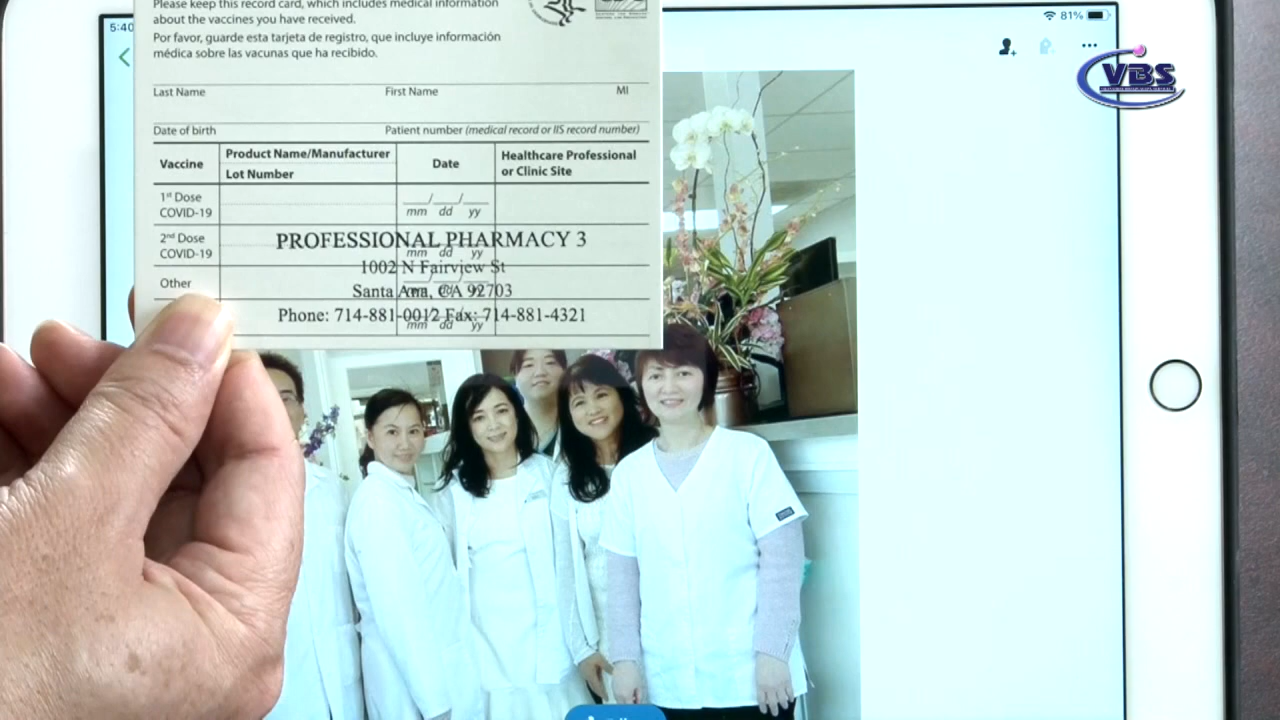 Please keep this record card, which includes medical information
about the vaccines you have received.
Por favor, guarde esta tarjeta de registro, que incluye información
médica sobre las vacunas que ha recibido.
Last Name First Name MI
Date of birth Patient number (medical record or IIS record number)
Vaccine Product Name/Manufacturer Date Healthcare Professional
Lot Number or Clinic Site
1st Dose
COVID-19 mm dd yy
2nd Dose
COVID-19 mm dd yy
Other
mm dd yy
PROFESSIONAL PHARMACY 3
1002 N Fairview St
Santa Ana, CA 92703
Phone: 714-881-0012 Fax: 714-881-4321
5:40
81%
VBS